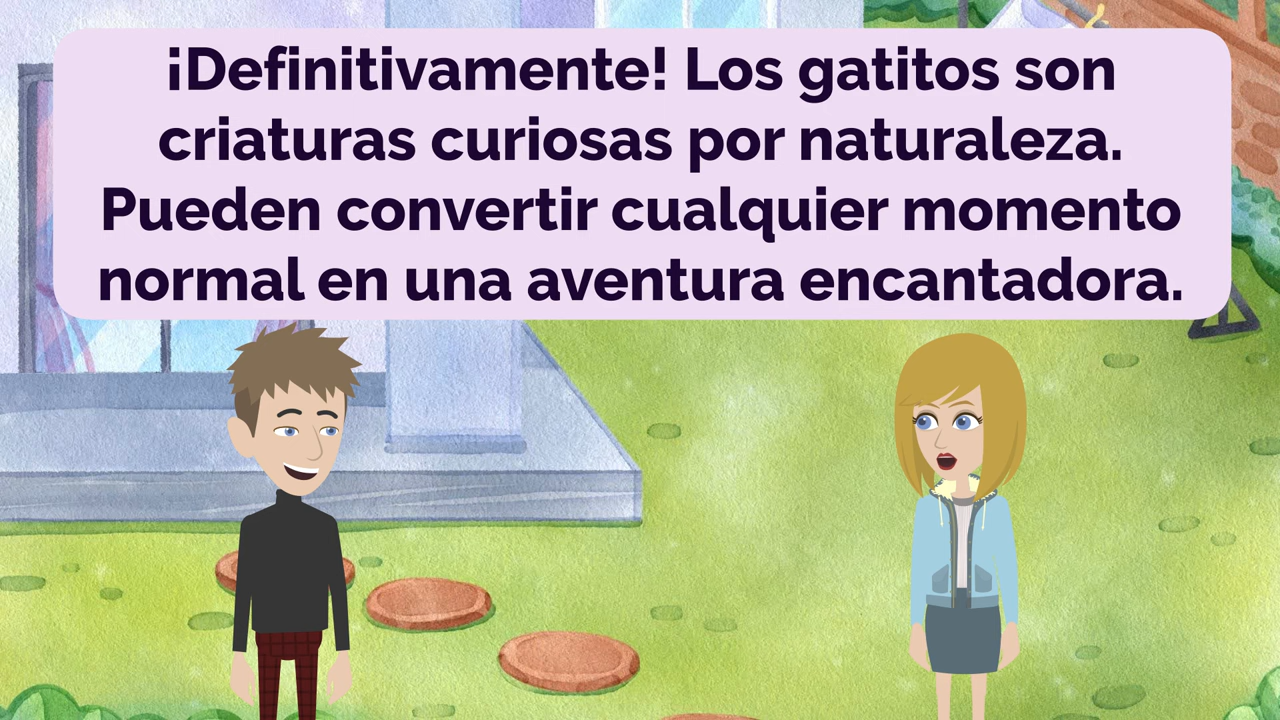 ¡Definitivamente! Los gatitos son
criaturas curiosas por naturaleza.
Pueden convertir cualquier momento
normal en una aventura encantadora.